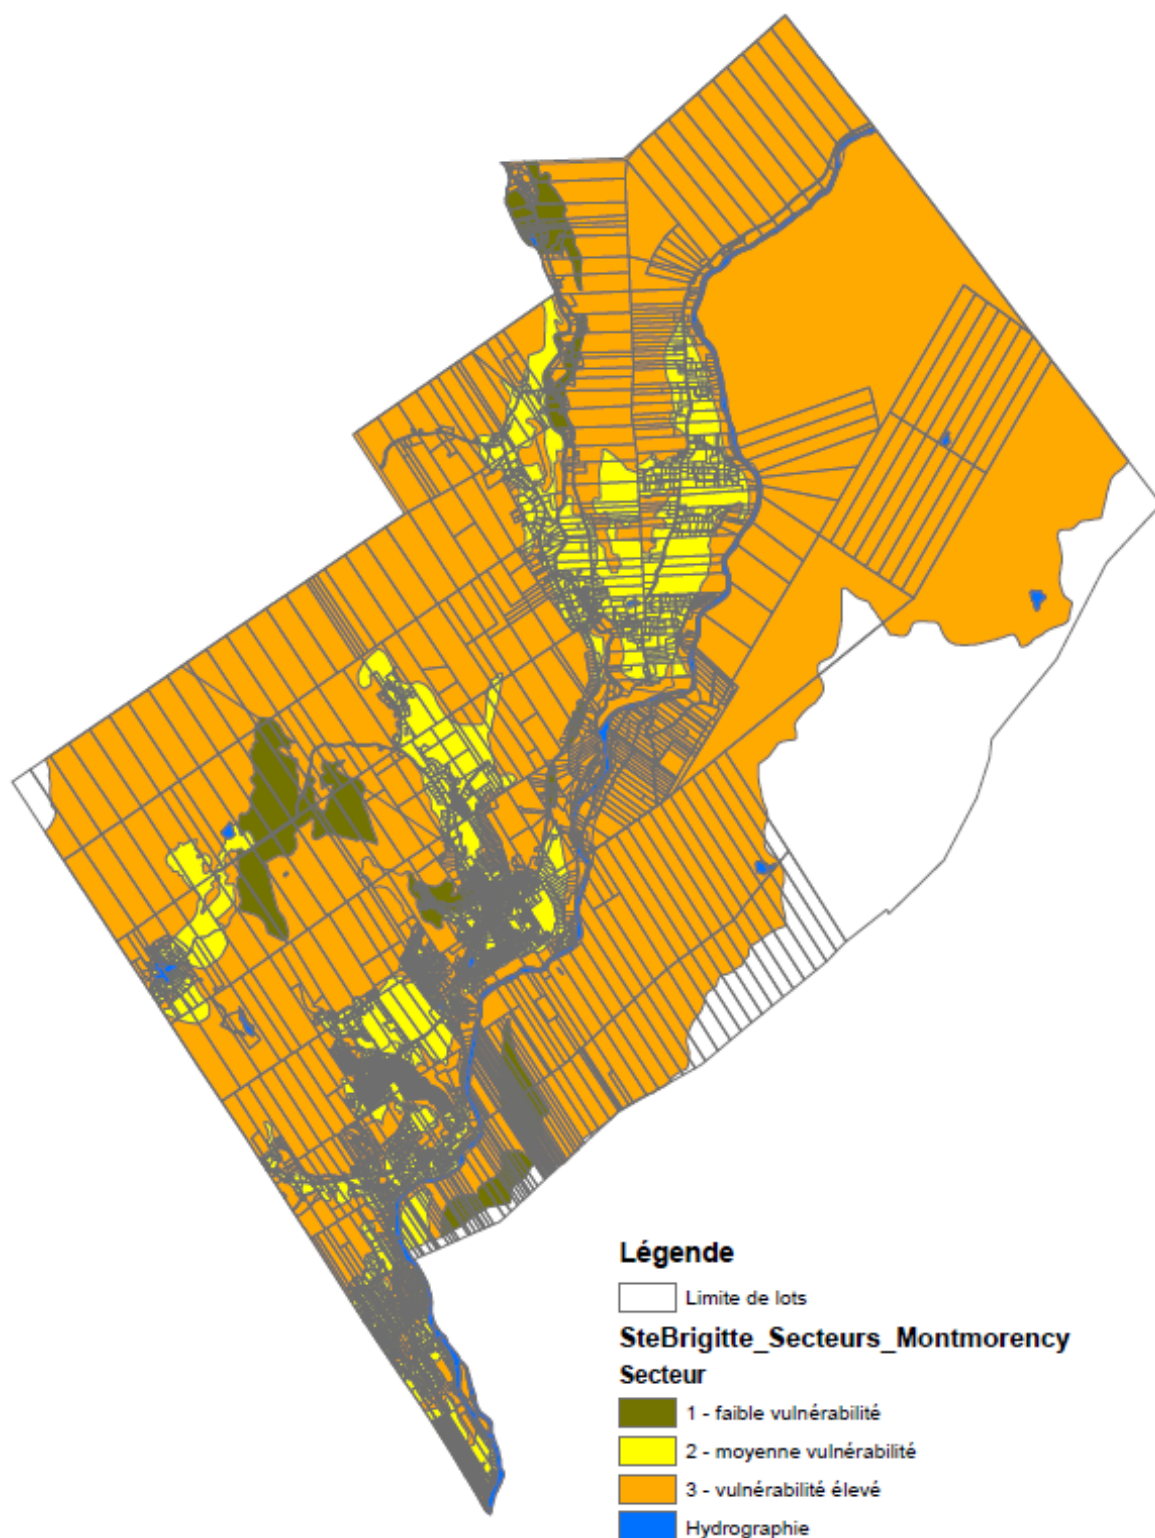 Légende
Limite de lots
SteBrigitte_Secteurs_Montmorency
Secteur
1 - faible vulnérabilité
2 - moyenne vulnérabilité
3 - vulnérabilité élevé
Hydrographie